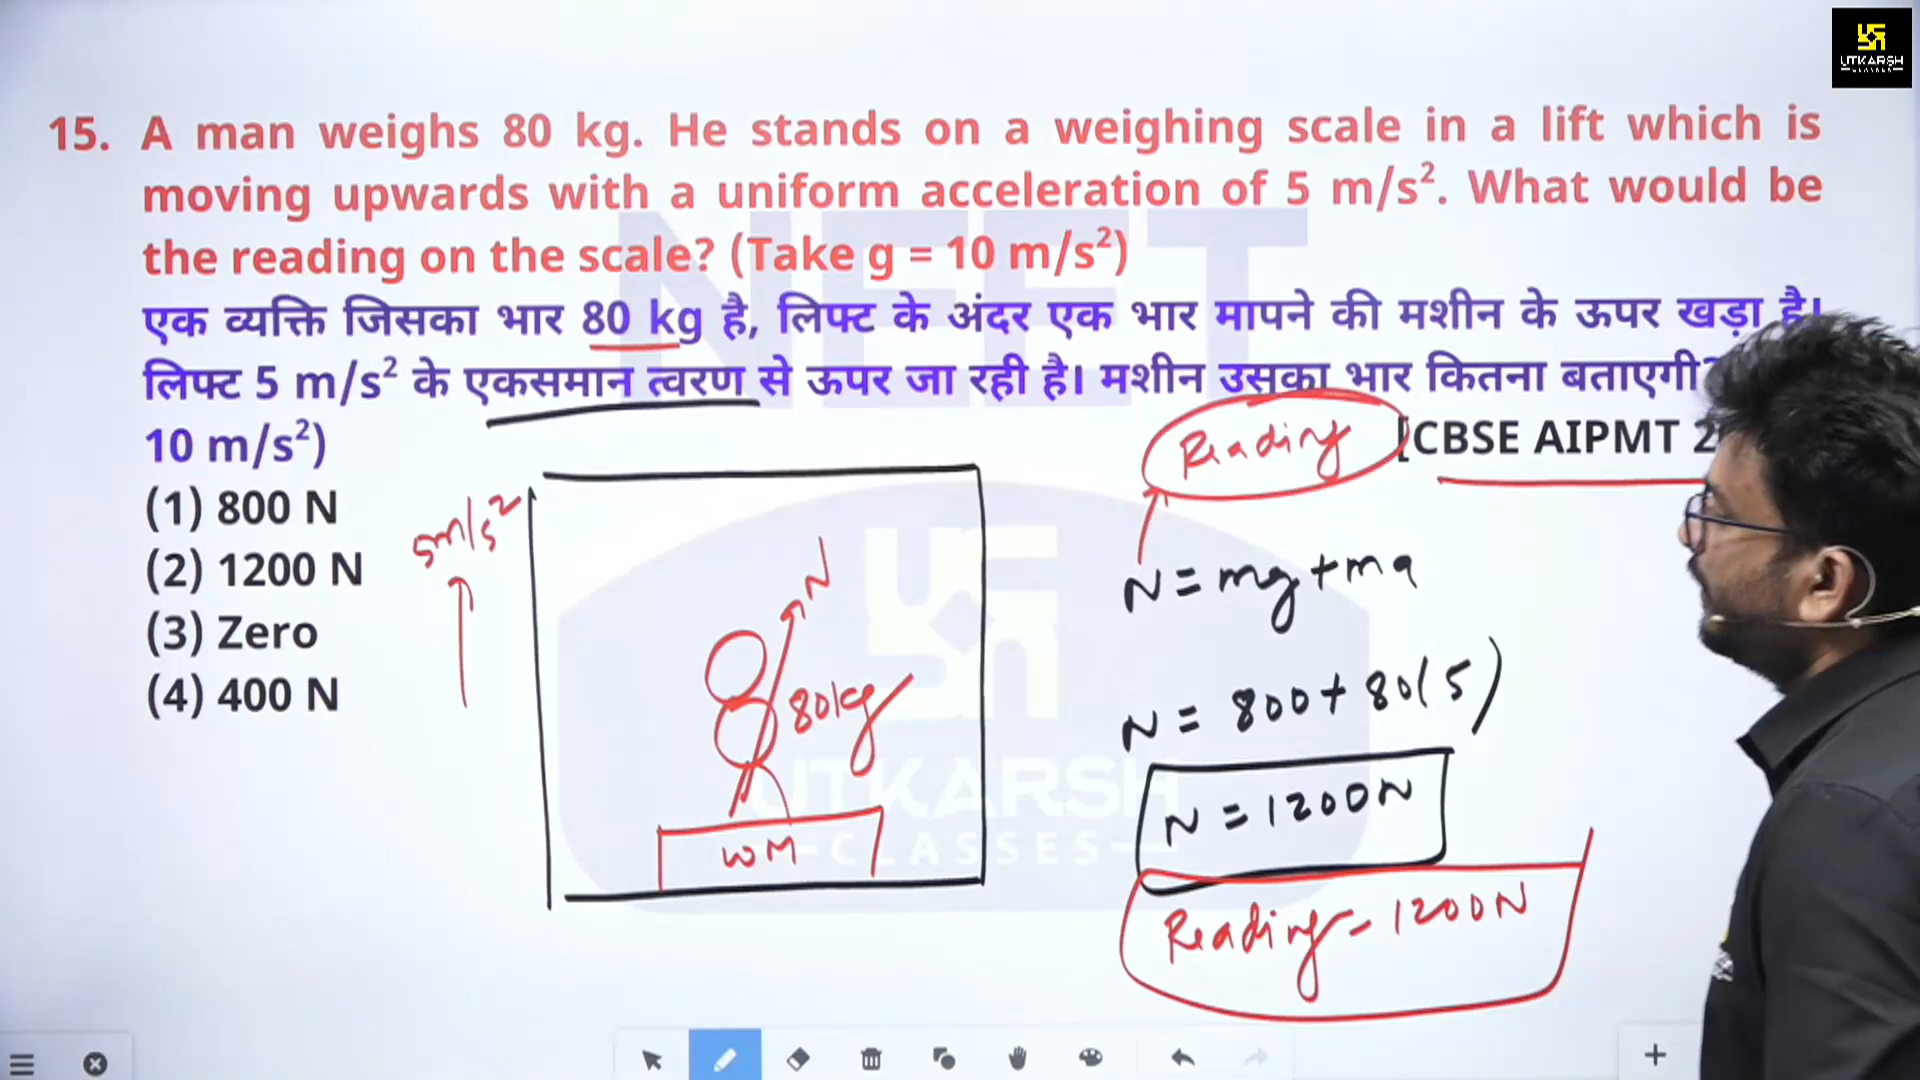 UTKARSH
CLASSES
15. A man weighs 80 kg. He stands on a weighing scale in a lift which is
moving upwards with a uniform acceleration of 5 m/s². What would be
the reading on the scale? (Take g = 10 m/s²)
एक व्यक्ति जिसका भार 80 kg है, लिफ्ट के अंदर एक भार मापने की मशीन के ऊपर खड़ा है।
लिफ्ट 5 m/s² के एकसमान त्वरण से ऊपर जा रही है। मशीन उसका भार कितना बताएगी?
10 m/s²)
[CBSE AIPMT 2
(1) 800 N
(2) 1200 N
(3) Zero
(4) 400 N
5m/s²
N
80kg
WM
Reading
N = mg + ma
N = 800 + 80(5)
N = 1200N
Reading - 1200N
NEET
UTKARSH
CLASSES